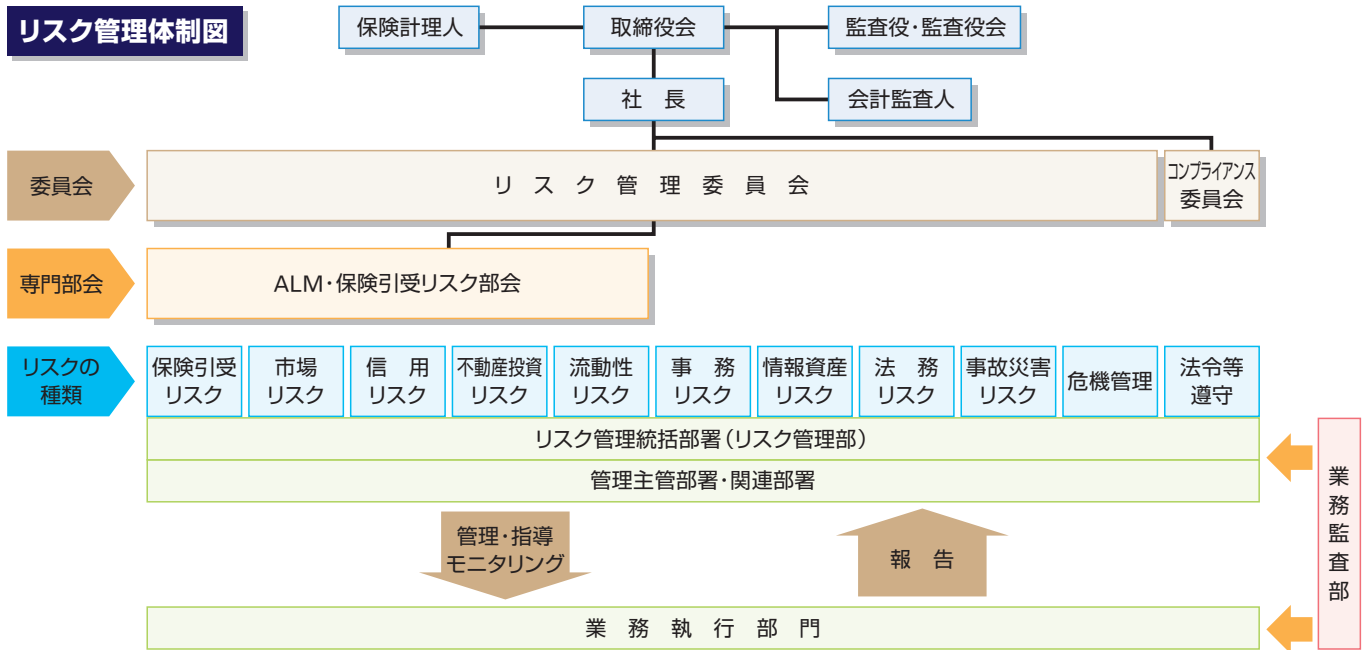 リスク管理体制図
保険計理人
取締役会
監査役・監査役会
社　長
会計監査人
委員会
リ ス ク 管 理 委 員 会
コンプライアンス
委員会
専門部会
ALM・保険引受リスク部会
リスクの
種類
保険引受
リスク
市場
リスク
信　用
リスク
不動産投資
リスク
流動性
リスク
事　務
リスク
情報資産
リスク
法　務
リスク
事故災害
リスク
危機管理
法令等
遵守
リスク管理統括部署(リスク管理部)
管理主管部署・関連部署
管理・指導
モニタリング
報　告
業務監査部
業 務 執 行 部 門